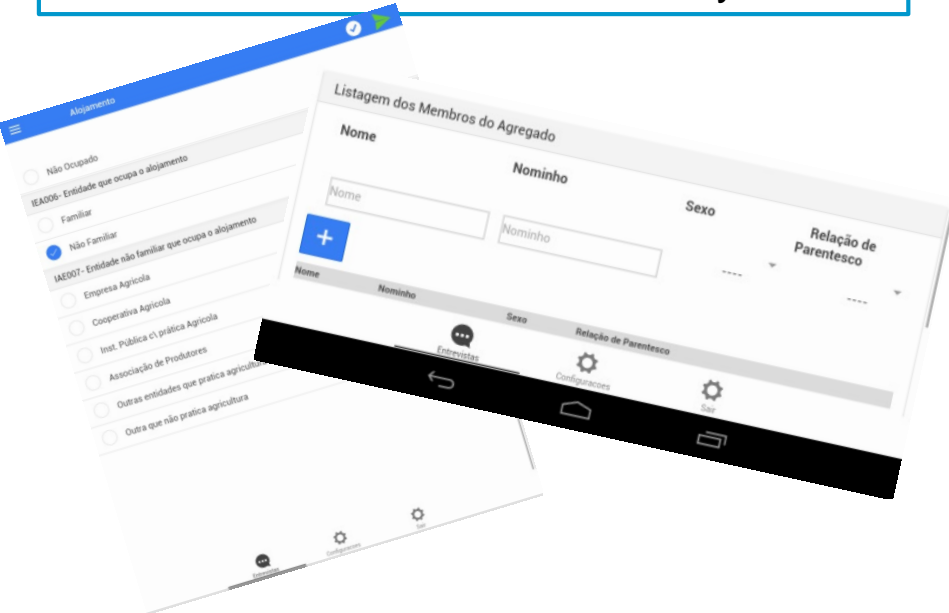 Alojamento
Não Ocupado
IEA006- Entidade que ocupa o alojamento
Familiar
Não Familiar
IAE007- Entidade não familiar que ocupa o alojamento
Empresa Agricola
Cooperativa Agricola
Inst. Pública c\ prática Agricola
Associação de Produtores
Outras entidades que pratica agricultura
Outra que não pratica agricultura
Entrevistas
Configuracoes
Sair
Listagem dos Membros do Agregado
Nome
Nominho
Sexo
Relação de
Parentesco
Nome
Nominho
----
----
Nome
Nominho
Sexo
Relação de Parentesco
Entrevistas
Configuracoes
Sair